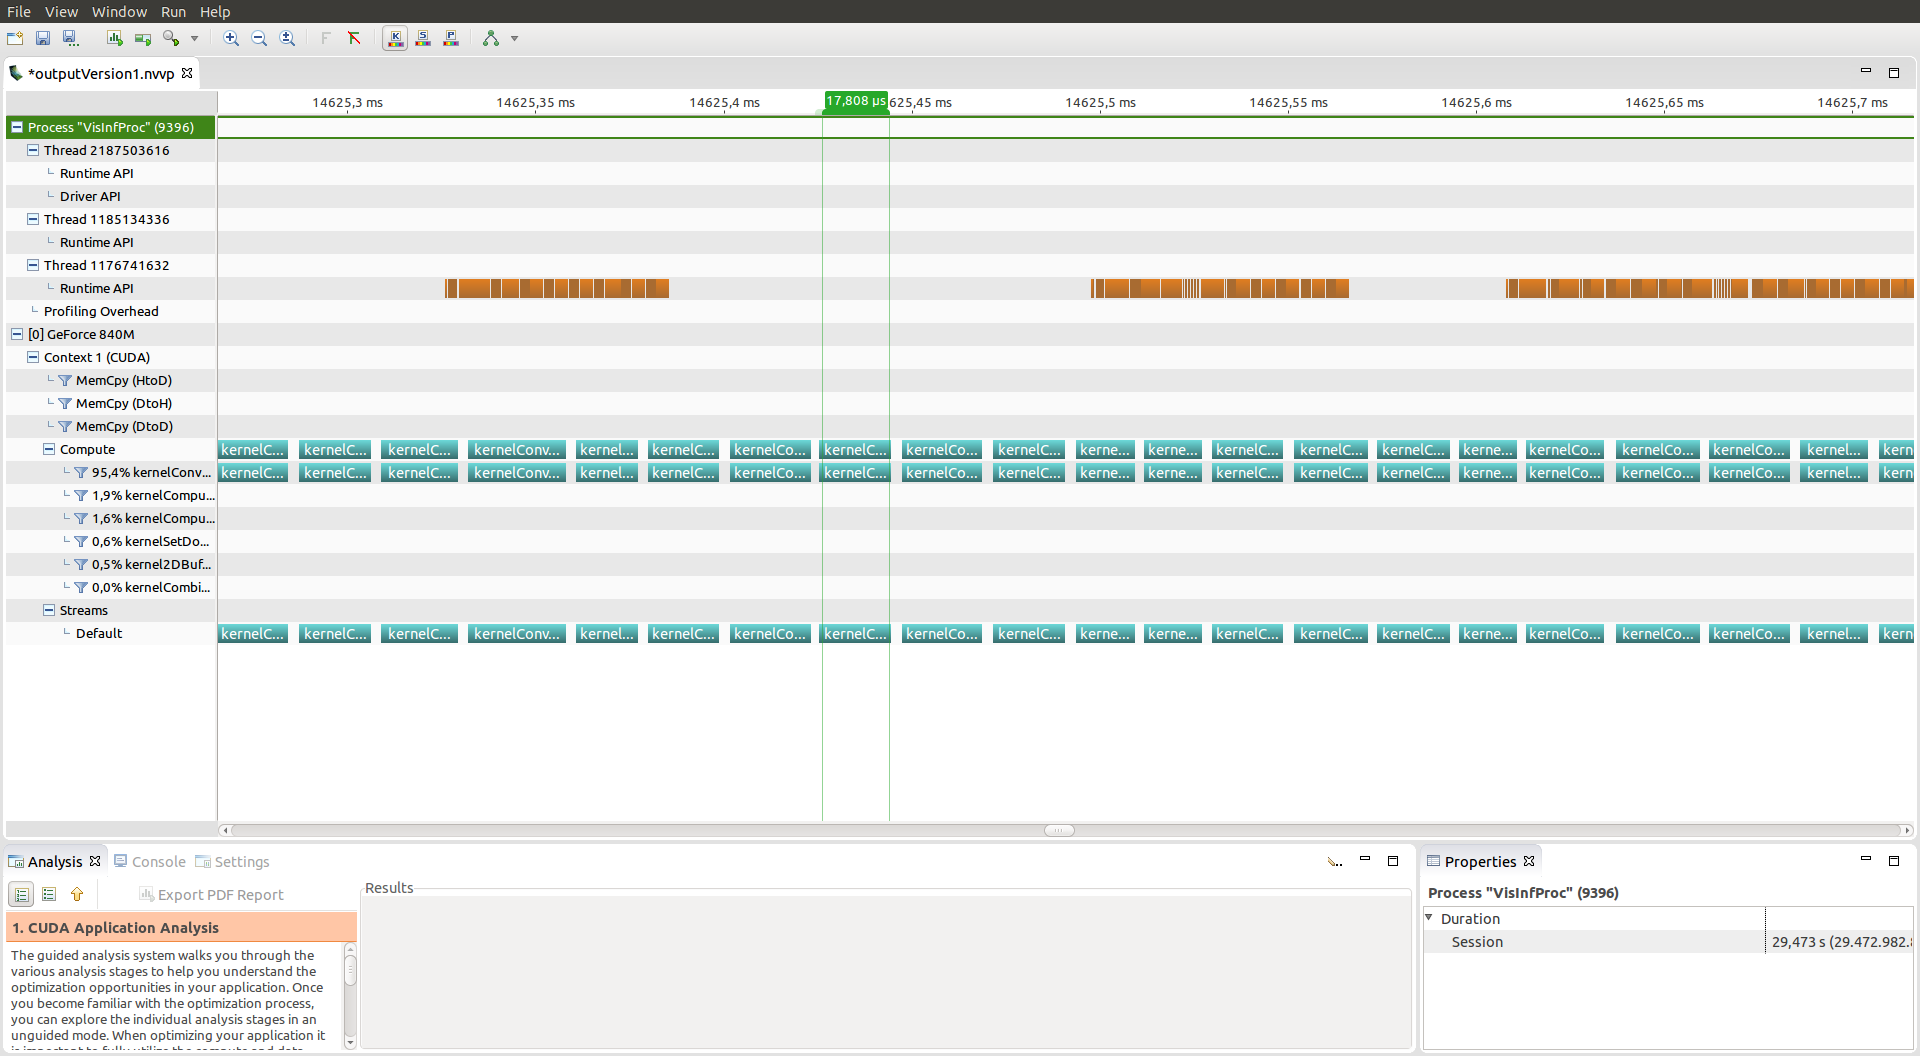 File View Window Run Help
*outputVersion1.nvvp
14625,3 ms 14625,35 ms 14625,4 ms 17,808 µs 625,45 ms 14625,5 ms 14625,55 ms 14625,6 ms 14625,65 ms 14625,7 ms
Process "VisInfProc" (9396)
Thread 2187503616
Runtime API
Driver API
Thread 1185134336
Runtime API
Thread 1176741632
Runtime API
Profiling Overhead
[0] GeForce 840M
Context 1 (CUDA)
MemCpy (HtoD)
MemCpy (DtoH)
MemCpy (DtoD)
Compute kernelC... kernelC... kernelC... kernelConv... kernel... kernelC... kernelCo... kernelC... kernelCo... kernelC... kerne... kerne... kernelC... kernelC... kernelC... kerne... kernelCo... kernelCo... kernelCo... kernel... kern
95,4% kernelConv... kernelC... kernelC... kernelC... kernelConv... kernel... kernelC... kernelCo... kernelC... kernelCo... kernelC... kerne... kerne... kernelC... kernelC... kernelC... kerne... kernelCo... kernelCo... kernelCo... kernel... kern
1,9% kernelCompu...
1,6% kernelCompu...
0,6% kernelSetDo...
0,5% kernel2DBuf...
0,0% kernelCombi...
Streams
Default kernelC... kernelC... kernelC... kernelConv... kernel... kernelC... kernelCo... kernelC... kernelCo... kernelC... kerne... kerne... kernelC... kernelC... kernelC... kerne... kernelCo... kernelCo... kernelCo... kernel... kern
Analysis Console Settings
Export PDF Report
1. CUDA Application Analysis
The guided analysis system walks you through the
various analysis stages to help you understand the
optimization opportunities in your application. Once
you become familiar with the optimization process,
you can explore the individual analysis stages in an
unguided mode. When optimizing your application it
Results
Properties
Process "VisInfProc" (9396)
Duration
Session 29,473 s (29.472.982.